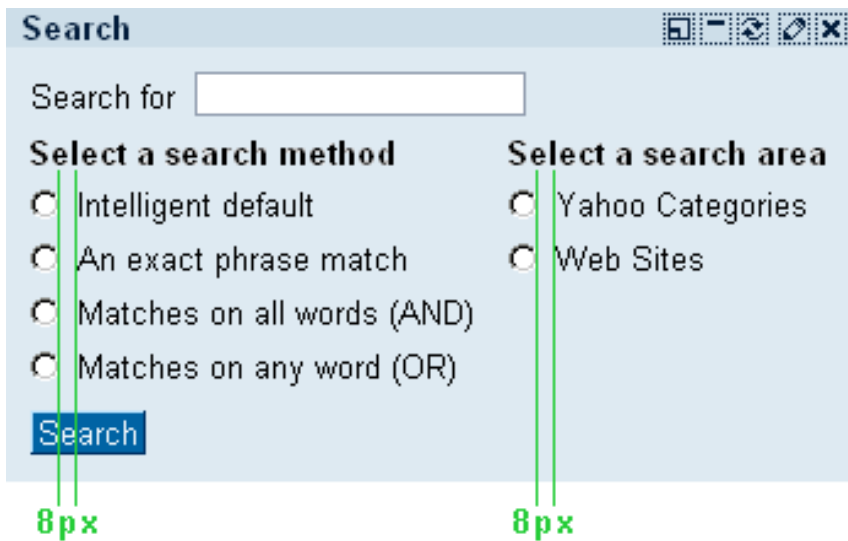 Search
Search for
Select a search method
Intelligent default
An exact phrase match
Matches on all words (AND)
Matches on any word (OR)
Select a search area
Yahoo Categories
Web Sites
Search
8px
8px